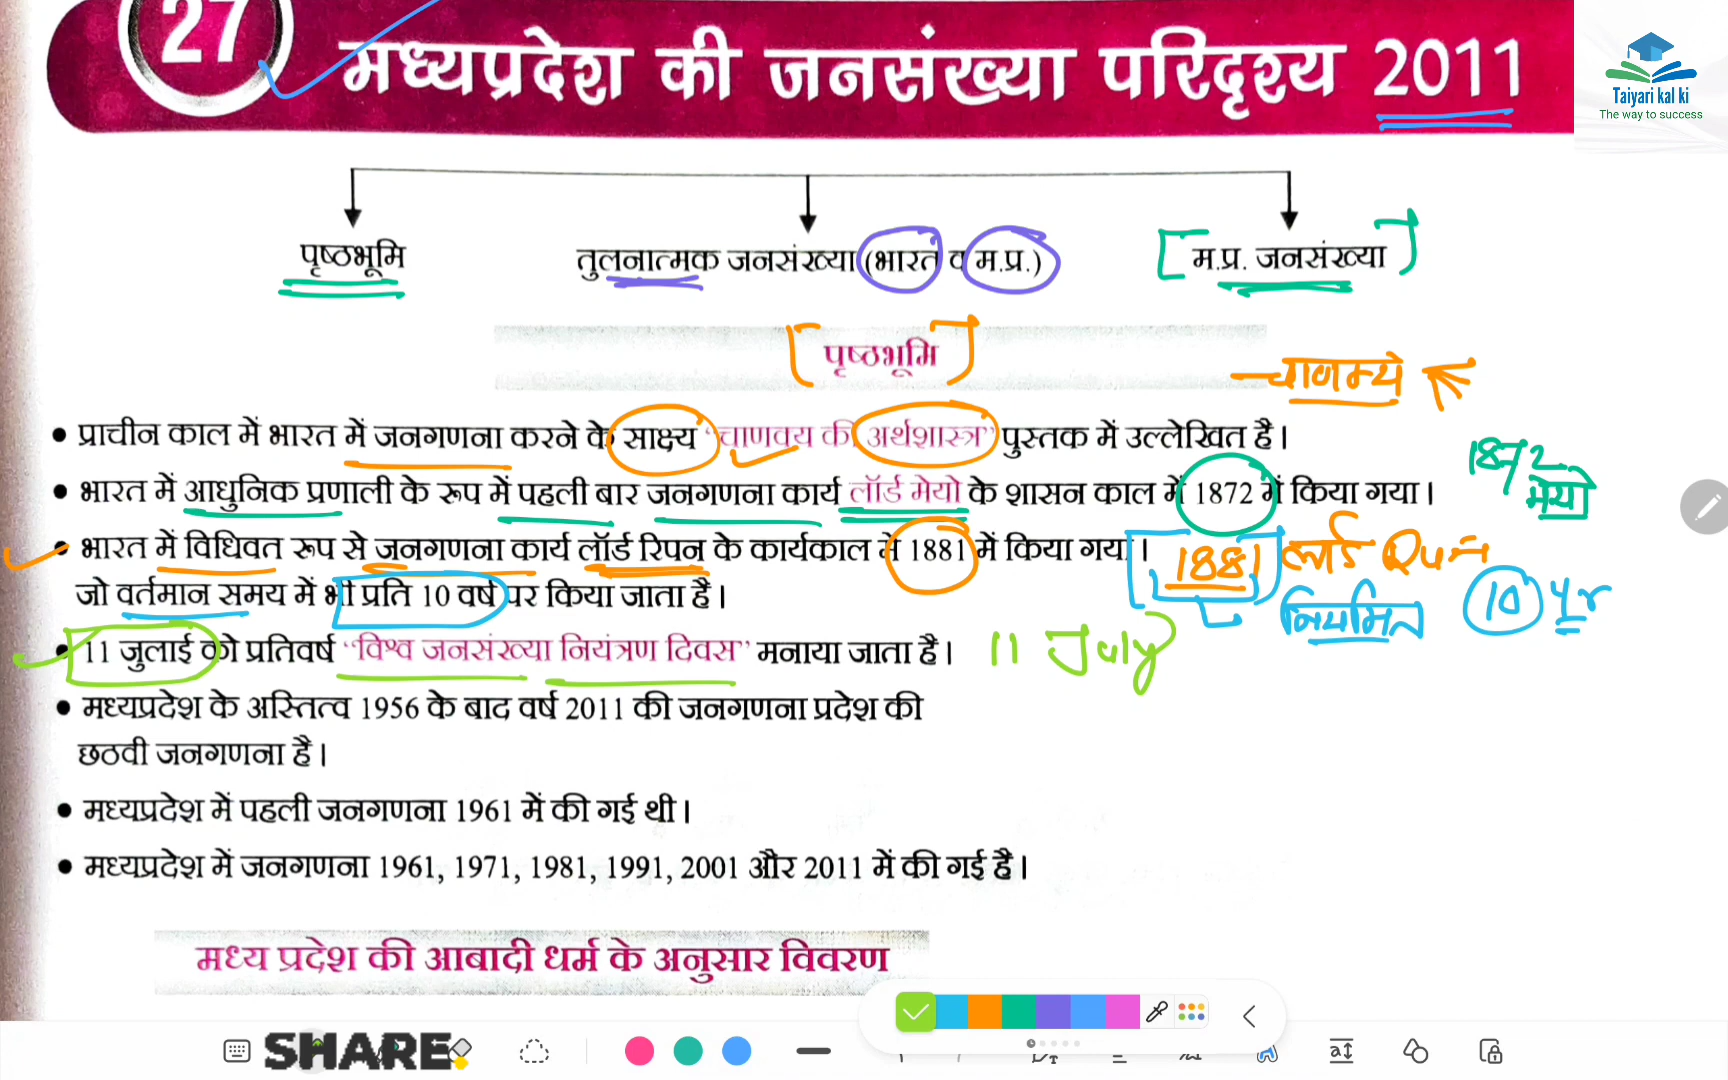 27 मध्यप्रदेश की जनसंख्या परिदृश्य 2011
Taiyari kal ki
The way to success
पृष्ठभूमि
तुलनात्मक जनसंख्या (भारत व म.प्र.)
म.प्र. जनसंख्या
पृष्ठभूमि
• प्राचीन काल में भारत में जनगणना करने के साक्ष्य “चाणक्य की अर्थशास्त्र” पुस्तक में उल्लेखित है।
• भारत में आधुनिक प्रणाली के रूप में पहली बार जनगणना कार्य लॉर्ड मेयो के शासन काल में 1872 में किया गया।
1872
मेयो
• भारत में विधिवत रूप से जनगणना कार्य लॉर्ड रिपन के कार्यकाल में 1881 में किया गया।
1881 लार्ड
जो वर्तमान समय में भी प्रति 10 वर्ष पर किया जाता है।
नियमित 10 yr
• 11 जुलाई को प्रतिवर्ष “विश्व जनसंख्या नियंत्रण दिवस” मनाया जाता है।
11 July
• मध्यप्रदेश के अस्तित्व 1956 के बाद वर्ष 2011 की जनगणना प्रदेश की
छठवी जनगणना है।
• मध्यप्रदेश में पहली जनगणना 1961 में की गई थी।
• मध्यप्रदेश में जनगणना 1961, 1971, 1981, 1991, 2001 और 2011 में की गई है।
मध्य प्रदेश की आबादी धर्म के अनुसार विवरण
SHARE